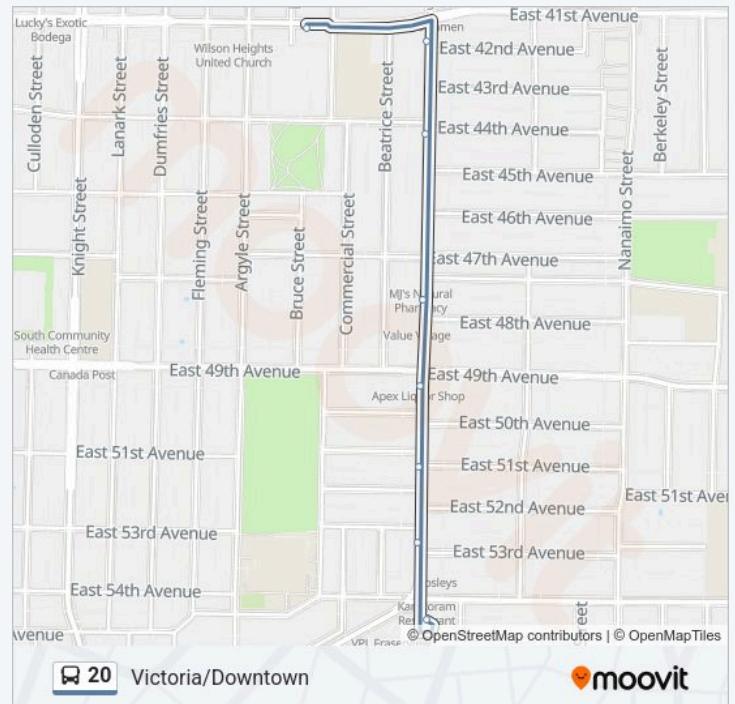 East 41st Avenue
Lucky's Exotic
Bodega
Wilson Heights
United Church
East 42nd Avenue
East 43rd Avenue
East 44th Avenue
East 45th Avenue
East 46th Avenue
East 47th Avenue
Culloden Street
Lanark Street
Dumfries Street
Knight Street
Fleming Street
Argyle Street
Bruce Street
Commercial Street
Beatrice Street
Nanaimo Street
Berkeley Street
MJ's Natural
Pharmacy
East 48th Avenue
Value Village
South Community
Health Centre
Canada Post
East 49th Avenue
East 49th Avenue
Apex Liquor Shop
East 50th Avenue
East 51st Avenue
East 51st Avenue
East 51st Aven
East 52nd Avenue
East 53rd Avenue
East 53rd Avenue
East 54th Avenue
Avenue
Street
Restaurant
VPL Frase
© OpenStreetMap contributors | © OpenMapTiles
20 Victoria/Downtown
moovit